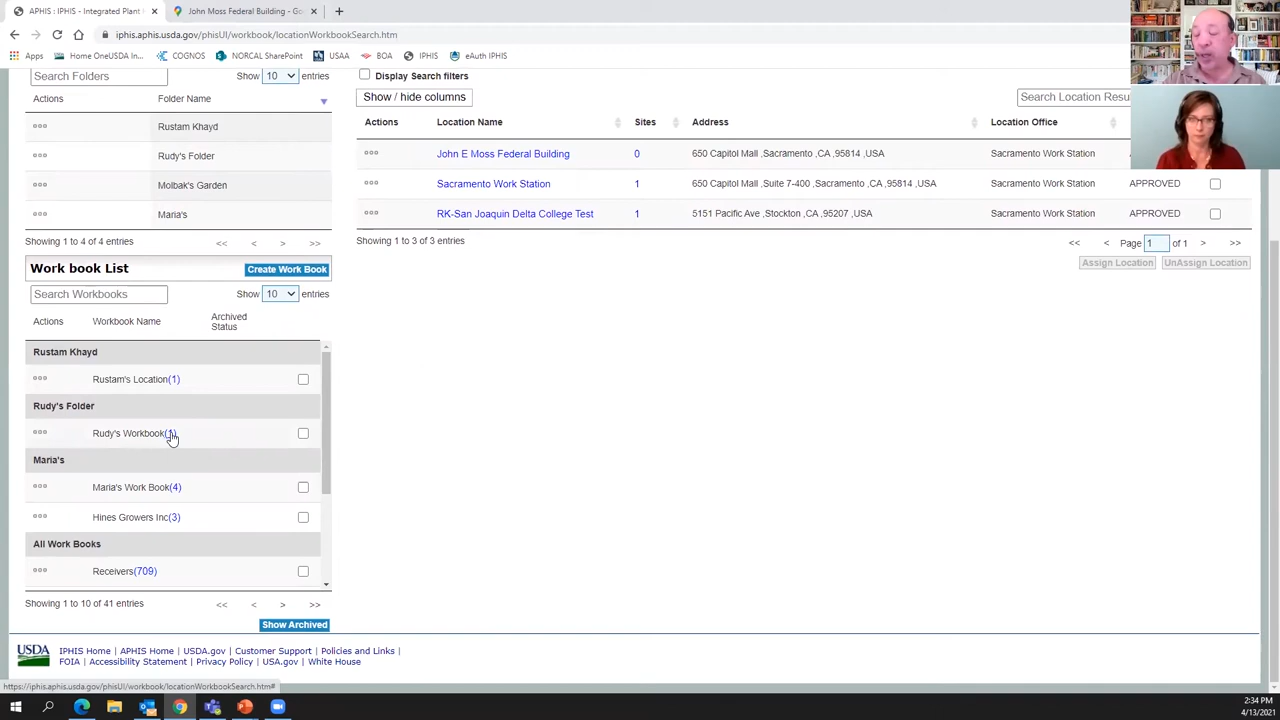 APHIS : IPHIS - Integrated Plant H
John Moss Federal Building - Go
iphis.aphis.usda.gov/phisUI/workbook/locationWorkbookSearch.htm
Apps
Home OneUSDA In...
COGNOS
NORCAL SharePoint
USAA
BOA
IPHIS
eAuth IPHIS
Search Folders
Show 10 entries
Display Search filters
Show / hide columns
Search Location Resu
Actions Folder Name
Actions Location Name Sites Address Location Office
Rustam Khayd
Rudy's Folder
Molbak's Garden
Maria's
John E Moss Federal Building 0 650 Capitol Mall ,Sacramento ,CA ,95814 ,USA Sacramento Work Station
Sacramento Work Station 1 650 Capitol Mall ,Suite 7-400 ,Sacramento ,CA ,95814 ,USA Sacramento Work Station APPROVED
RK-San Joaquin Delta College Test 1 5151 Pacific Ave ,Stockton ,CA ,95207 ,USA Sacramento Work Station APPROVED
Showing 1 to 4 of 4 entries << < > >>
Showing 1 to 3 of 3 entries
<< < Page 1 of 1 > >>
Assign Location UnAssign Location
Work book List Create Work Book
Search Workbooks Show 10 entries
Actions Workbook Name Archived
Status
Rustam Khayd
Rustam's Location(1)
Rudy's Folder
Rudy's Workbook
Maria's
Maria's Work Book(4)
Hines Growers Inc(3)
All Work Books
Receivers(709)
Showing 1 to 10 of 41 entries << < > >>
Show Archived
USDA
IPHIS Home | APHIS Home | USDA.gov | Customer Support | Policies and Links |
FOIA | Accessibility Statement | Privacy Policy | USA.gov | White House
https://iphis.aphis.usda.gov/phisUI/workbook/locationWorkbookSearch.htm#
2:34 PM
4/13/2021